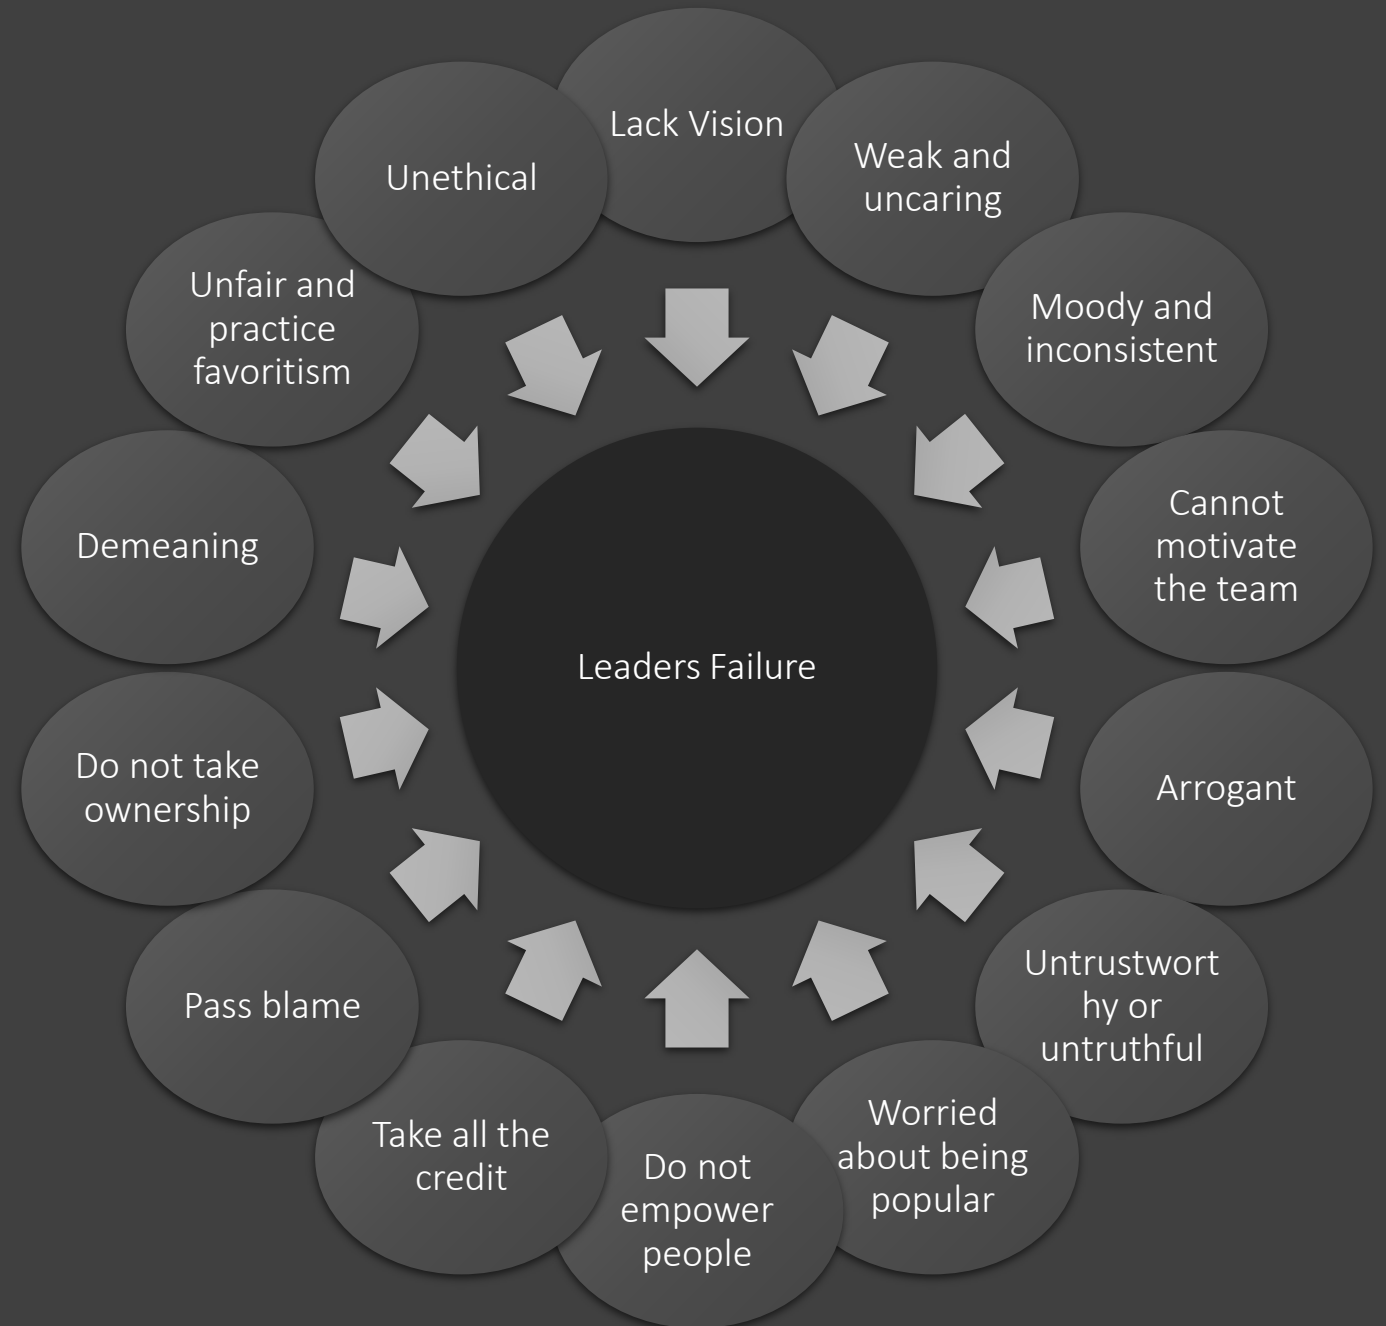 Lack Vision
Weak and
uncaring
Moody and
inconsistent
Cannot
motivate
the team
Arrogant
Untrustwort
hy or
untruthful
Worried
about being
popular
Do not
empower
people
Take all the
credit
Pass blame
Do not take
ownership
Demeaning
Unfair and
practice
favoritism
Unethical
Leaders Failure